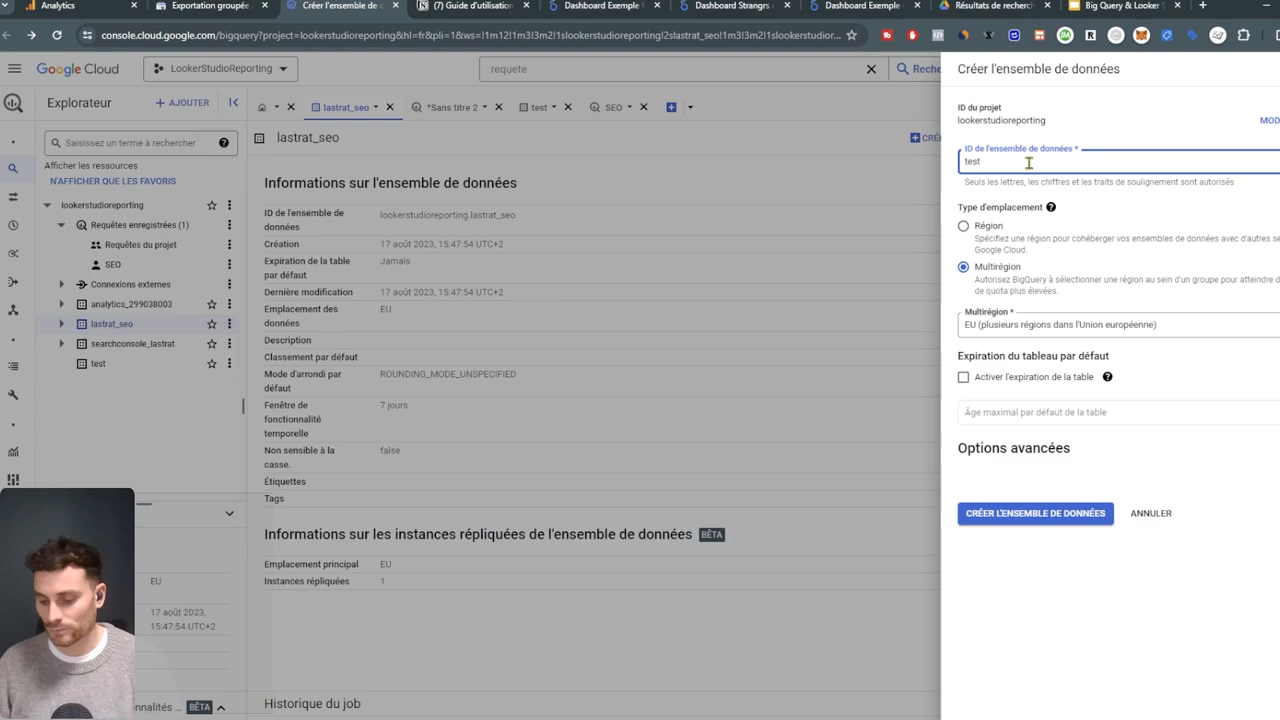 Analytics
Exportation groupée
Créer l'ensemble de d
(7) Guide d'utilisation
Dashboard Exemple
Dashboard Strangrs
Dashboard Exemple
Résultats de recherc
Big Query & Looker S
console.cloud.google.com/bigquery?project=lookerstudioreporting&hl=fr&pli=1&ws=!1m12!1m3!3m2!1slookerstudioreporting!2slastrat_seo!1m3!3m2!1slookerstudior...
Google Cloud
LookerStudioReporting
requete
Reche
Explorateur
AJOUTER
lastrat_seo
*Sans titre 2
test
SEO
Saisissez un terme à rechercher
Afficher les ressources
N'AFFICHER QUE LES FAVORIS
lookerstudioreporting
Requêtes enregistrées (1)
Requêtes du projet
SEO
Connexions externes
analytics_299038003
lastrat_seo
searchconsole_lastrat
test
EU
17 août 2023,
15:47:54 UTC+2
nnalités ...
BÊTA
lastrat_seo
CRÉE
Informations sur l'ensemble de données
ID de l'ensemble de données
lookerstudioreporting.lastrat_seo
Création
17 août 2023, 15:47:54 UTC+2
Expiration de la table par défaut
Jamais
Dernière modification
17 août 2023, 15:47:54 UTC+2
Emplacement des données
EU
Description
Classement par défaut
Mode d'arrondi par défaut
ROUNDING_MODE_UNSPECIFIED
Fenêtre de fonctionnalité temporelle
7 jours
Non sensible à la casse.
false
Étiquettes
Tags
Informations sur les instances répliquées de l'ensemble de données
BÊTA
Emplacement principal
EU
Instances répliquées
1
Historique du job
Créer l'ensemble de données
ID du projet
lookerstudioreporting
MOD
ID de l'ensemble de données *
test
Seuls les lettres, les chiffres et les traits de soulignement sont autorisés
Type d'emplacement
Région
Spécifiez une région pour cohéberger vos ensembles de données avec d'autres se
Google Cloud.
Multirégion
Autorisez BigQuery à sélectionner une région au sein d'un groupe pour atteindre d
de quota plus élevées.
Multirégion *
EU (plusieurs régions dans l'Union européenne)
Expiration du tableau par défaut
Activer l'expiration de la table
Âge maximal par défaut de la table
Options avancées
CRÉER L'ENSEMBLE DE DONNÉES
ANNULER